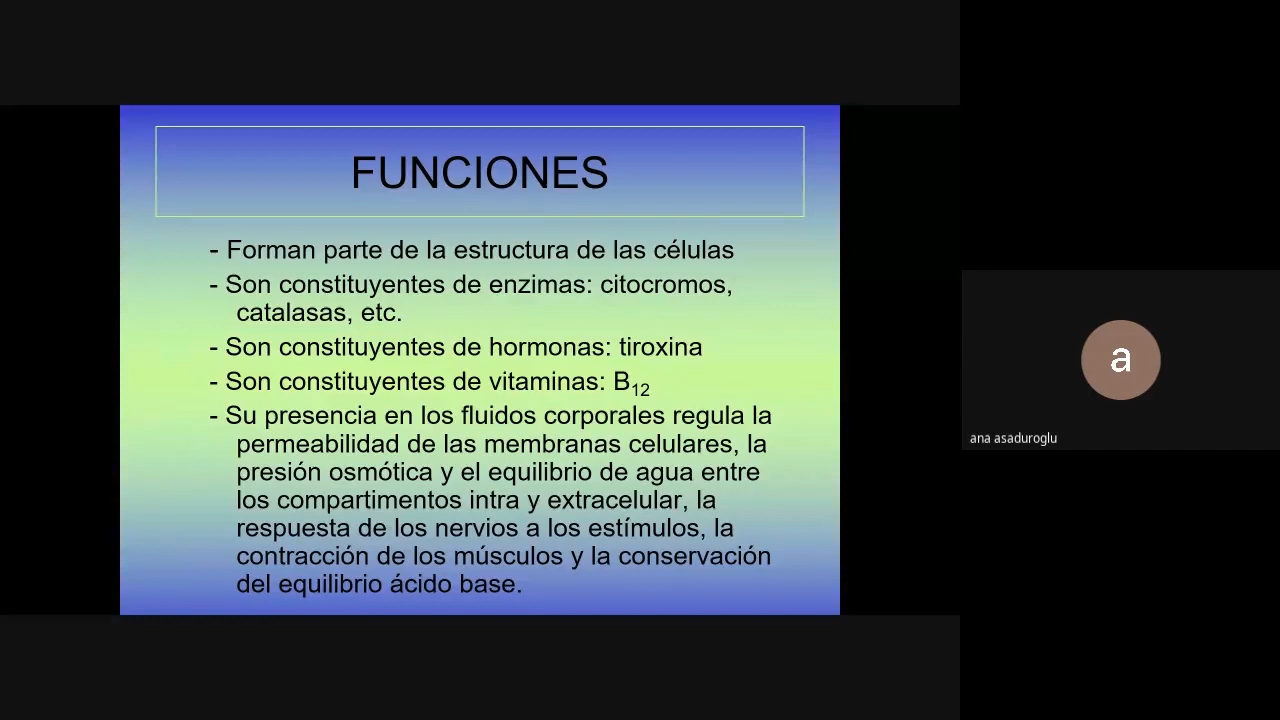 FUNCIONES
- Forman parte de la estructura de las células
- Son constituyentes de enzimas: citocromos,
catalasas, etc.
- Son constituyentes de hormonas: tiroxina
- Son constituyentes de vitaminas: B12
- Su presencia en los fluidos corporales regula la
permeabilidad de las membranas celulares, la
presión osmótica y el equilibrio de agua entre
los compartimentos intra y extracelular, la
respuesta de los nervios a los estímulos, la
contracción de los músculos y la conservación
del equilibrio ácido base.
a
ana asaduroglu